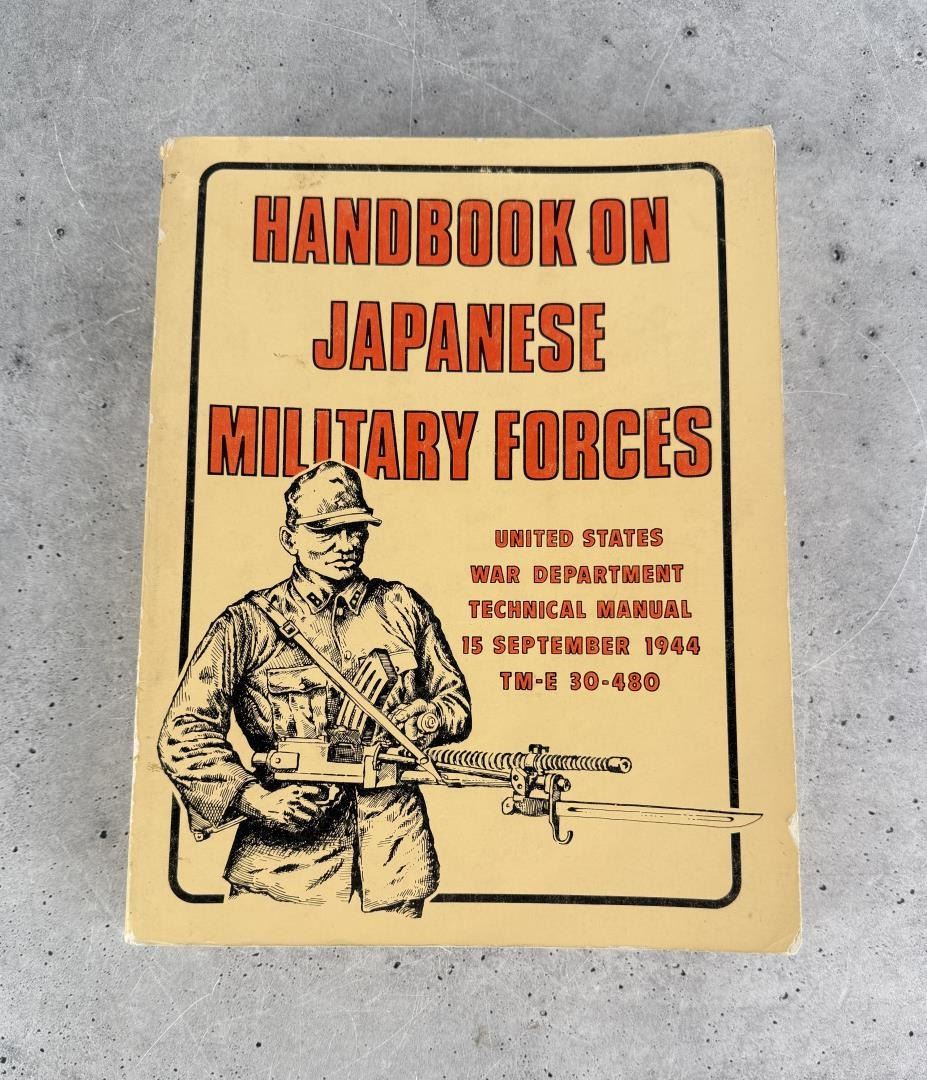 HANDBOOK ON
JAPANESE
MILITARY FORCES
UNITED STATES
WAR DEPARTMENT
TECHNICAL MANUAL
15 SEPTEMBER 1944
TM-E 30-480